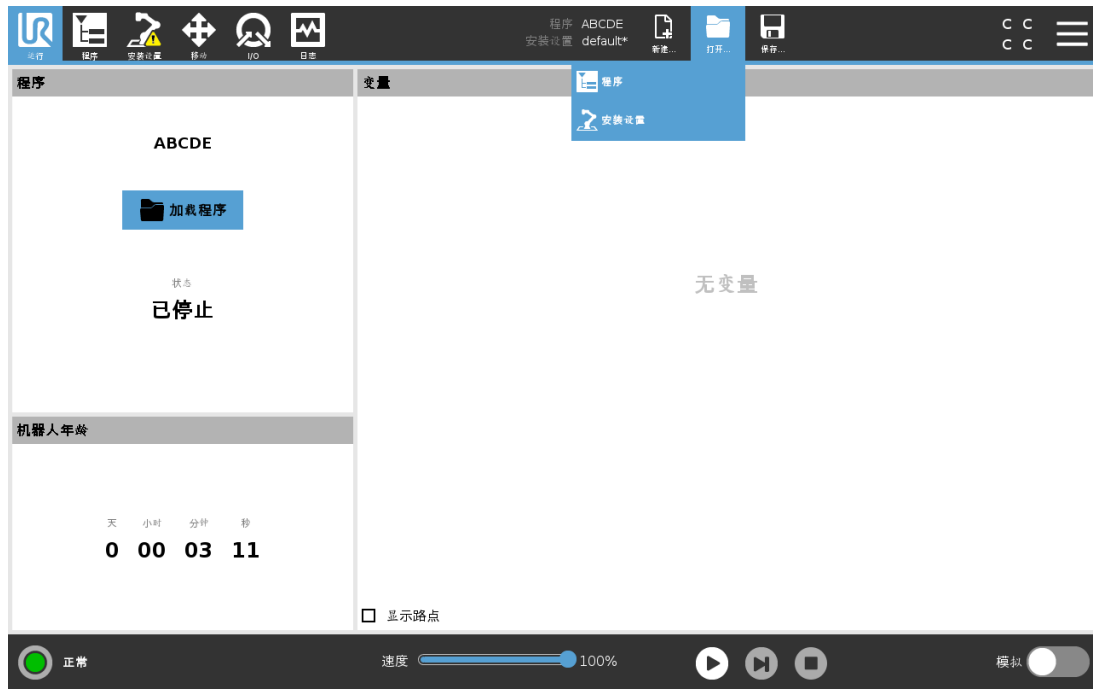 UR
运行 程序 安装设置 移动 I/O 日志
程序 ABCDE
安装设置 default*
新建... 打开... 保存...
C C
C C
程序
安装设置
程序
ABCDE
加载程序
状态
已停止
变量
无变量
机器人年龄
天 小时 分钟 秒
0 00 03 11
显示路点
正常
速度 100%
模拟